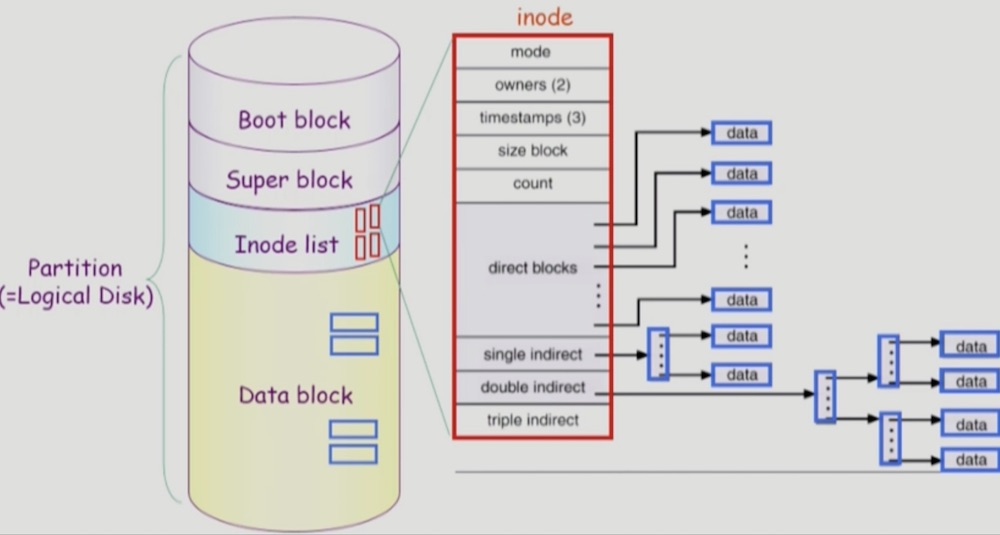 inode
mode
owners (2)
timestamps (3)
size block
count
direct blocks
single indirect
double indirect
triple indirect
Boot block
Super block
Inode list
Data block
Partition
(=Logical Disk)
data
data
data
data
data
data
data
data
data
data